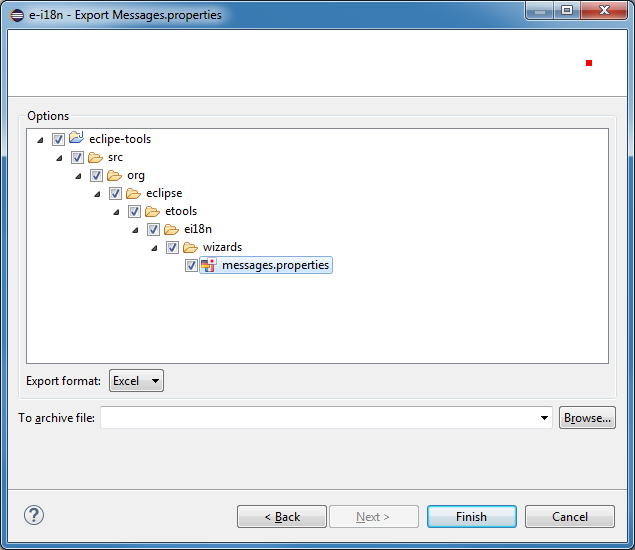 e-i18n - Export Messages.properties
Options
eclipe-tools
src
org
eclipse
etools
ei18n
wizards
messages.properties
Export format: Excel
To archive file: Browse...
? < Back Next > Finish Cancel